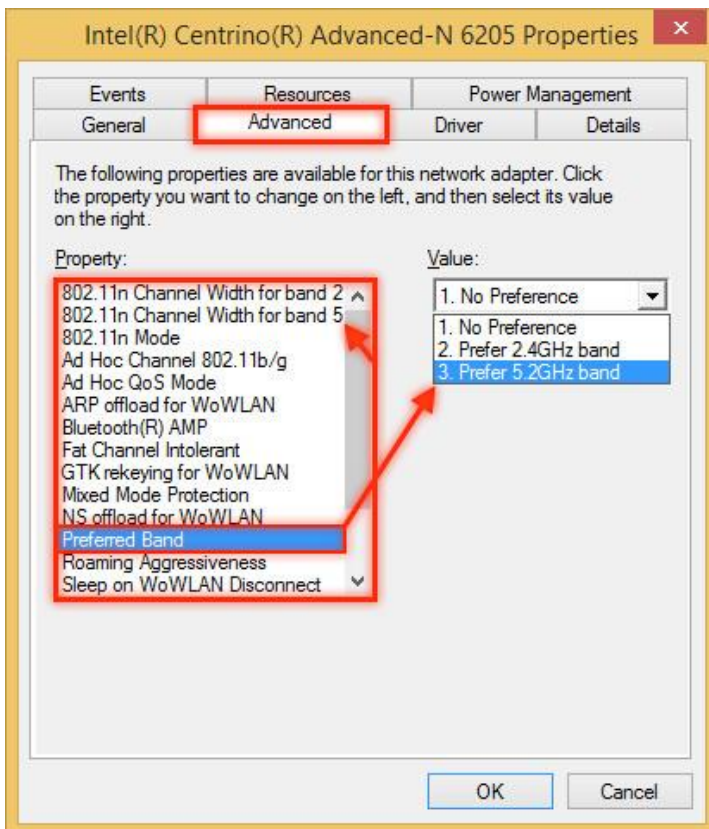 Intel(R) Centrino(R) Advanced-N 6205 Properties
Events Resources Power Management
General Advanced Driver Details
The following properties are available for this network adapter. Click
the property you want to change on the left, and then select its value
on the right.
Property:
802.11n Channel Width for band 2
802.11n Channel Width for band 5
802.11n Mode
Ad Hoc Channel 802.11b/g
Ad Hoc QoS Mode
ARP offload for WoWLAN
Bluetooth(R) AMP
Fat Channel Intolerant
GTK rekeying for WoWLAN
Mixed Mode Protection
NS offload for WoWLAN
Preferred Band
Roaming Aggressiveness
Sleep on WoWLAN Disconnect
Value:
1. No Preference
1. No Preference
2. Prefer 2.4GHz band
3. Prefer 5.2GHz band
OK Cancel